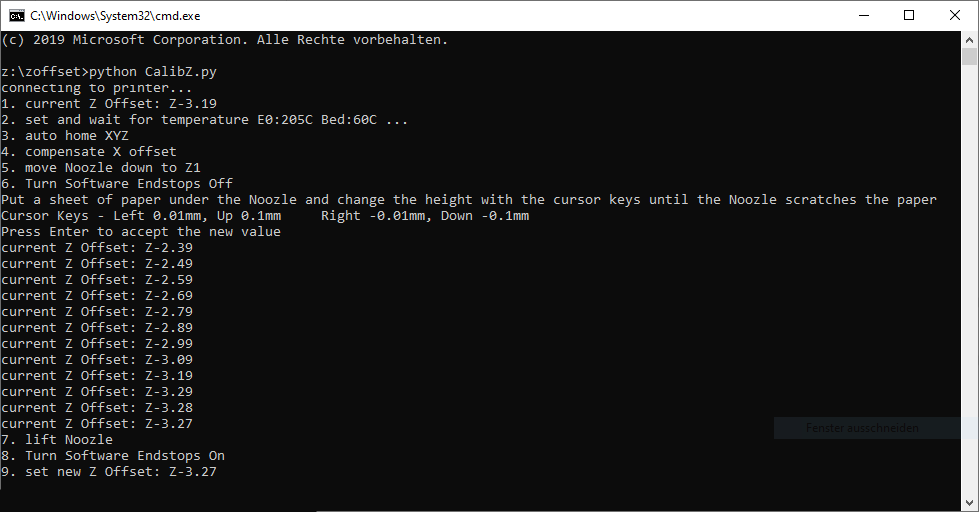 C:\Windows\System32\cmd.exe
(c) 2019 Microsoft Corporation. Alle Rechte vorbehalten.
z:\zoffset>python CalibZ.py
connecting to printer...
1. current Z Offset: Z-3.19
2. set and wait for temperature E0:205C Bed:60C ...
3. auto home XYZ
4. compensate X offset
5. move Noozle down to Z1
6. Turn Software Endstops Off
Put a sheet of paper under the Noozle and change the height with the cursor keys until the Noozle scratches the paper
Cursor Keys - Left 0.01mm, Up 0.1mm     Right -0.01mm, Down -0.1mm
Press Enter to accept the new value
current Z Offset: Z-2.39
current Z Offset: Z-2.49
current Z Offset: Z-2.59
current Z Offset: Z-2.69
current Z Offset: Z-2.79
current Z Offset: Z-2.89
current Z Offset: Z-2.99
current Z Offset: Z-3.09
current Z Offset: Z-3.19
current Z Offset: Z-3.29
current Z Offset: Z-3.28
current Z Offset: Z-3.27
Fenster ausschneiden
7. lift Noozle
8. Turn Software Endstops On
9. set new Z Offset: Z-3.27